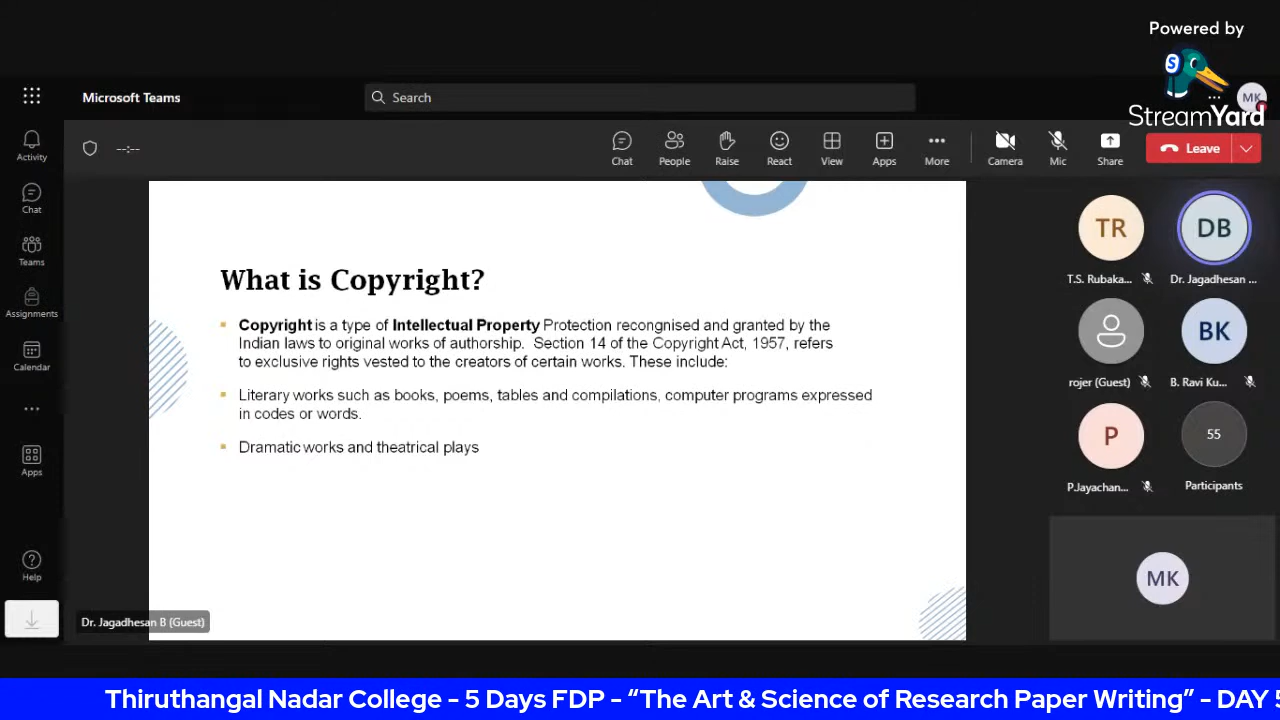 Powered by
StreamYard
Microsoft Teams
Search
MK
Activity
Chat
Teams
Assignments
Calendar
Apps
Help
--:--
Chat
People
Raise
React
View
Apps
More
Camera
Mic
Share
Leave
What is Copyright?
Copyright is a type of Intellectual Property Protection recongnised and granted by the
Indian laws to original works of authorship. Section 14 of the Copyright Act, 1957, refers
to exclusive rights vested to the creators of certain works. These include:
Literary works such as books, poems, tables and compilations, computer programs expressed
in codes or words.
Dramatic works and theatrical plays
Dr. Jagadhesan B (Guest)
TR
T.S. Rubaka...
DB
Dr. Jagadhesan ...
rojer (Guest)
BK
B. Ravi Ku...
P
P.Jayachan...
55
Participants
MK
Thiruthangal Nadar College - 5 Days FDP - “The Art & Science of Research Paper Writing” - DAY 5